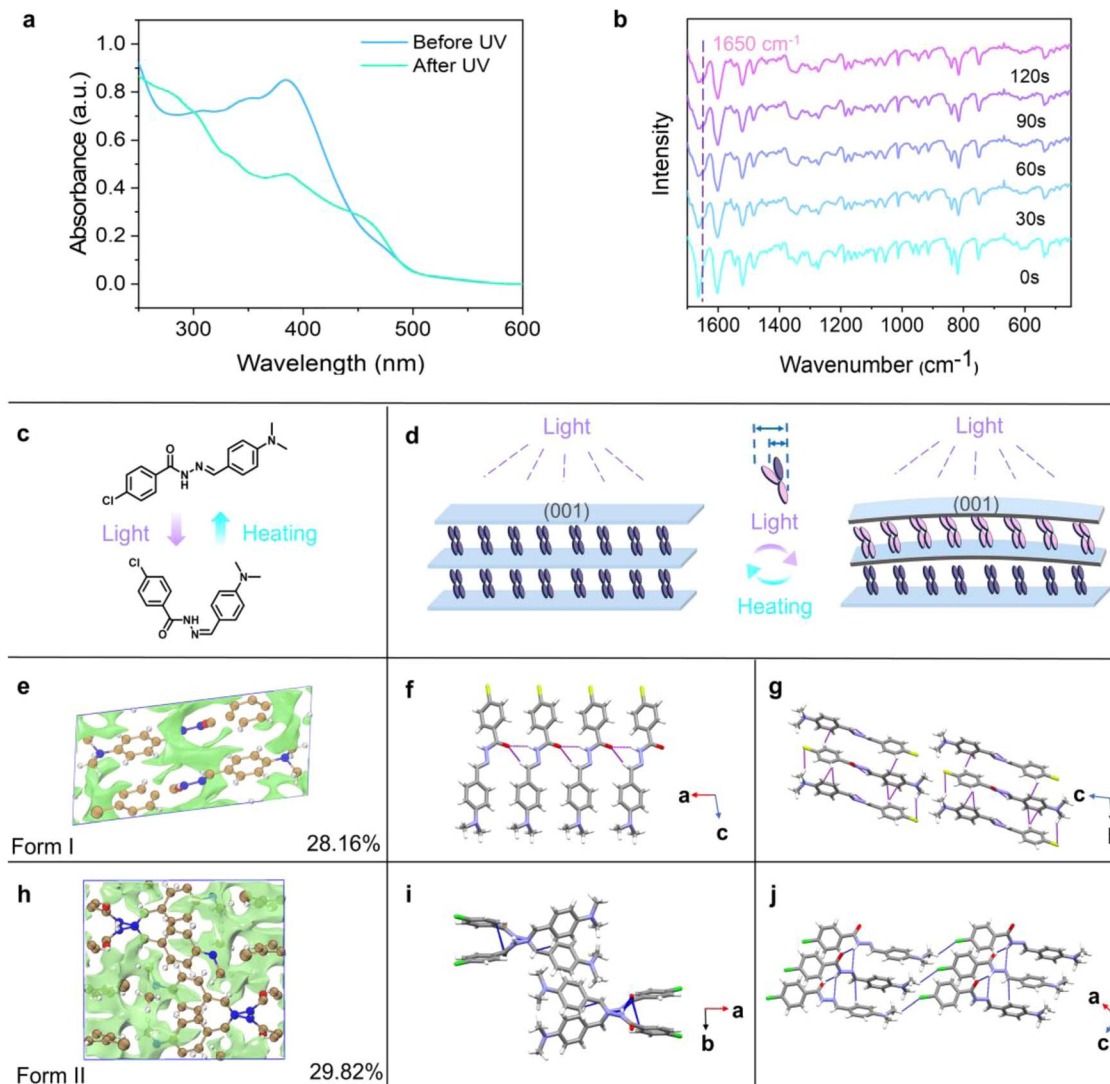 a
Before UV
After UV
1.0
0.8
0.6
0.4
0.2
0.0
Absorbance (a.u.)
300
400
500
600
Wavelength (nm)
b
1650 cm-1
120s
90s
60s
30s
0s
Intensity
1600
1400
1200
1000
800
600
Wavenumber (cm-1)
c
O
N
N
N
H
Cl
Light
Heating
Cl
N
O
NH
N
d
Light
(001)
Light
Heating
Light
(001)
e
Form I
28.16%
f
a
c
g
c
h
Form II
29.82%
i
a
b
j
a
c